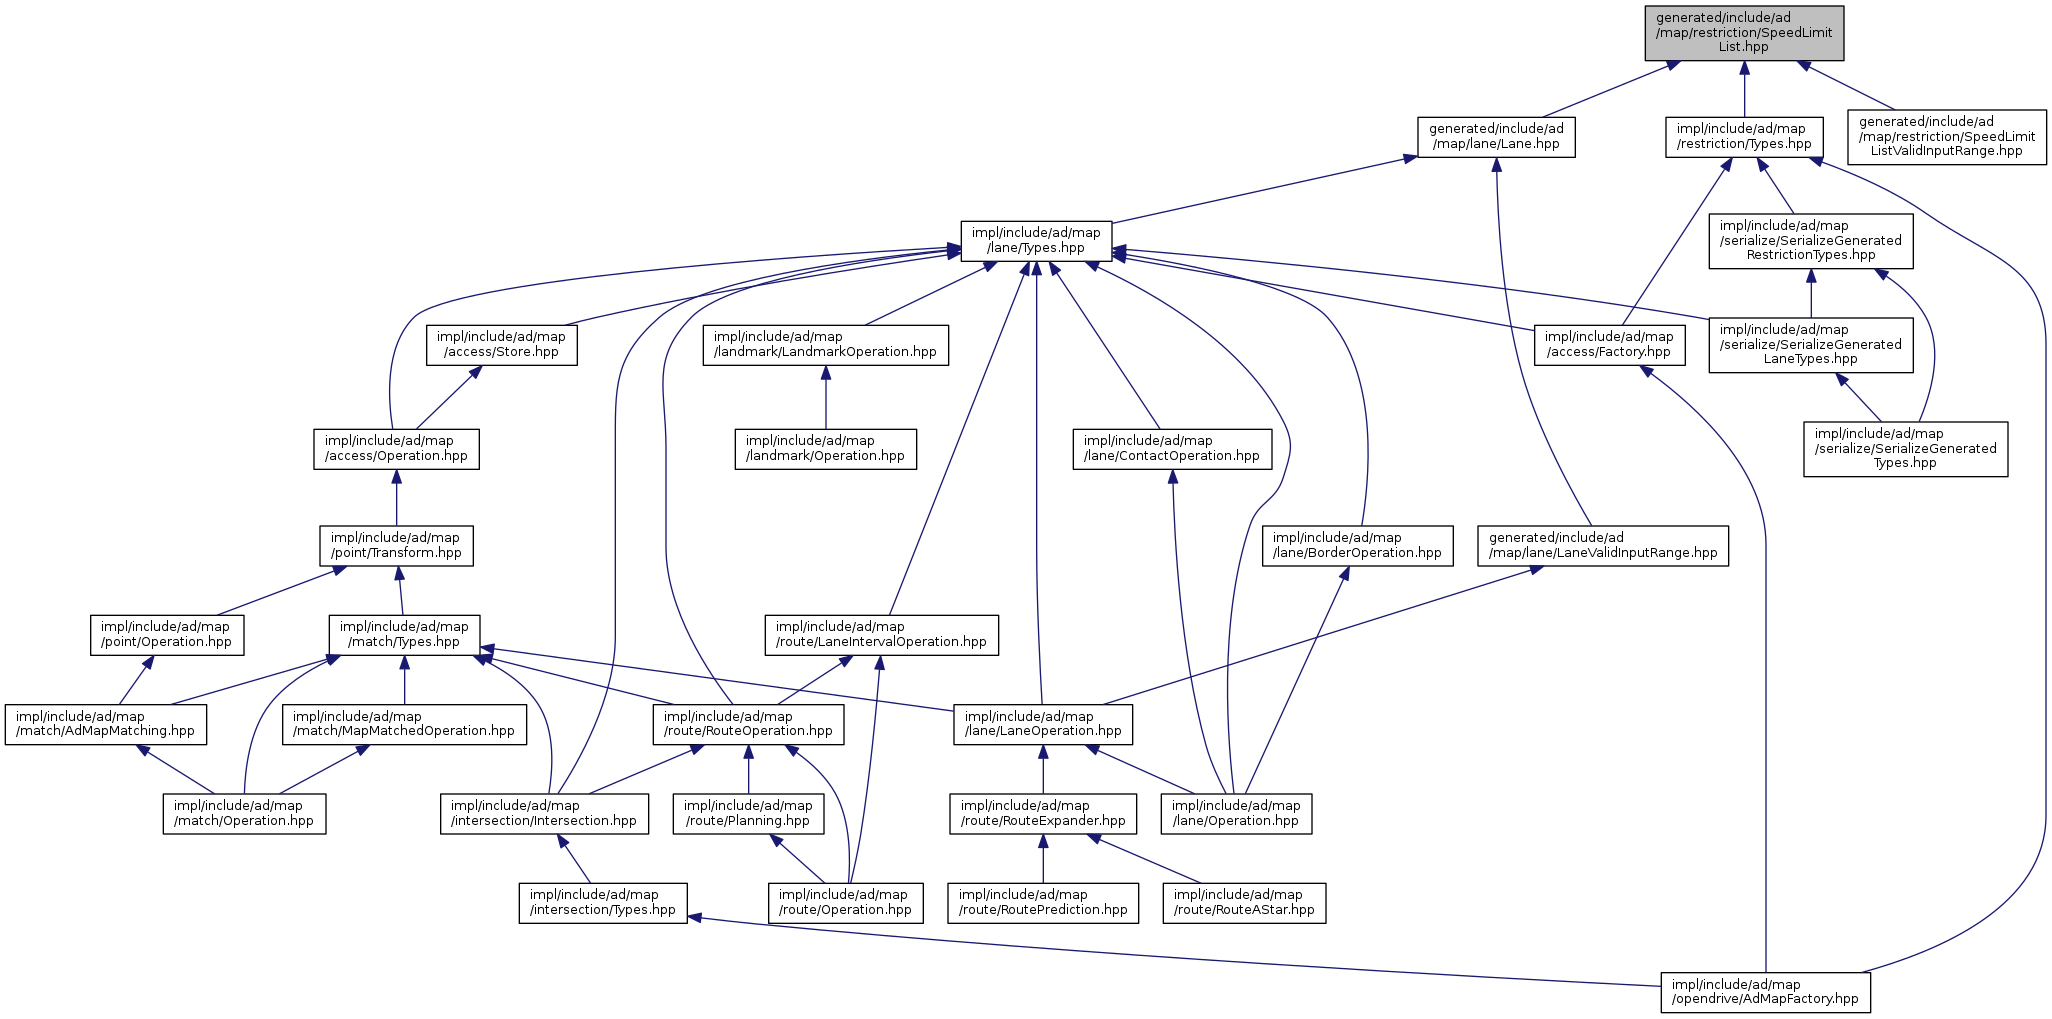 generated/include/ad
/map/restriction/SpeedLimit
List.hpp
generated/include/ad
/map/lane/Lane.hpp
impl/include/ad/map
/restriction/Types.hpp
generated/include/ad
/map/restriction/SpeedLimit
ListValidInputRange.hpp
impl/include/ad/map
/lane/Types.hpp
impl/include/ad/map
/serialize/SerializeGenerated
RestrictionTypes.hpp
impl/include/ad/map
/access/Store.hpp
impl/include/ad/map
/landmark/LandmarkOperation.hpp
impl/include/ad/map
/access/Factory.hpp
impl/include/ad/map
/serialize/SerializeGenerated
LaneTypes.hpp
impl/include/ad/map
/access/Operation.hpp
impl/include/ad/map
/landmark/Operation.hpp
impl/include/ad/map
/lane/ContactOperation.hpp
impl/include/ad/map
/serialize/SerializeGenerated
Types.hpp
impl/include/ad/map
/point/Transform.hpp
impl/include/ad/map
/lane/BorderOperation.hpp
generated/include/ad
/map/lane/LaneValidInputRange.hpp
impl/include/ad/map
/point/Operation.hpp
impl/include/ad/map
/match/Types.hpp
impl/include/ad/map
/route/LaneIntervalOperation.hpp
impl/include/ad/map
/match/AdMapMatching.hpp
impl/include/ad/map
/match/MapMatchedOperation.hpp
impl/include/ad/map
/route/RouteOperation.hpp
impl/include/ad/map
/lane/LaneOperation.hpp
impl/include/ad/map
/match/Operation.hpp
impl/include/ad/map
/intersection/Intersection.hpp
impl/include/ad/map
/route/Planning.hpp
impl/include/ad/map
/route/RouteExpander.hpp
impl/include/ad/map
/lane/Operation.hpp
impl/include/ad/map
/intersection/Types.hpp
impl/include/ad/map
/route/Operation.hpp
impl/include/ad/map
/route/RoutePrediction.hpp
impl/include/ad/map
/route/RouteAStar.hpp
impl/include/ad/map
/opendrive/AdMapFactory.hpp